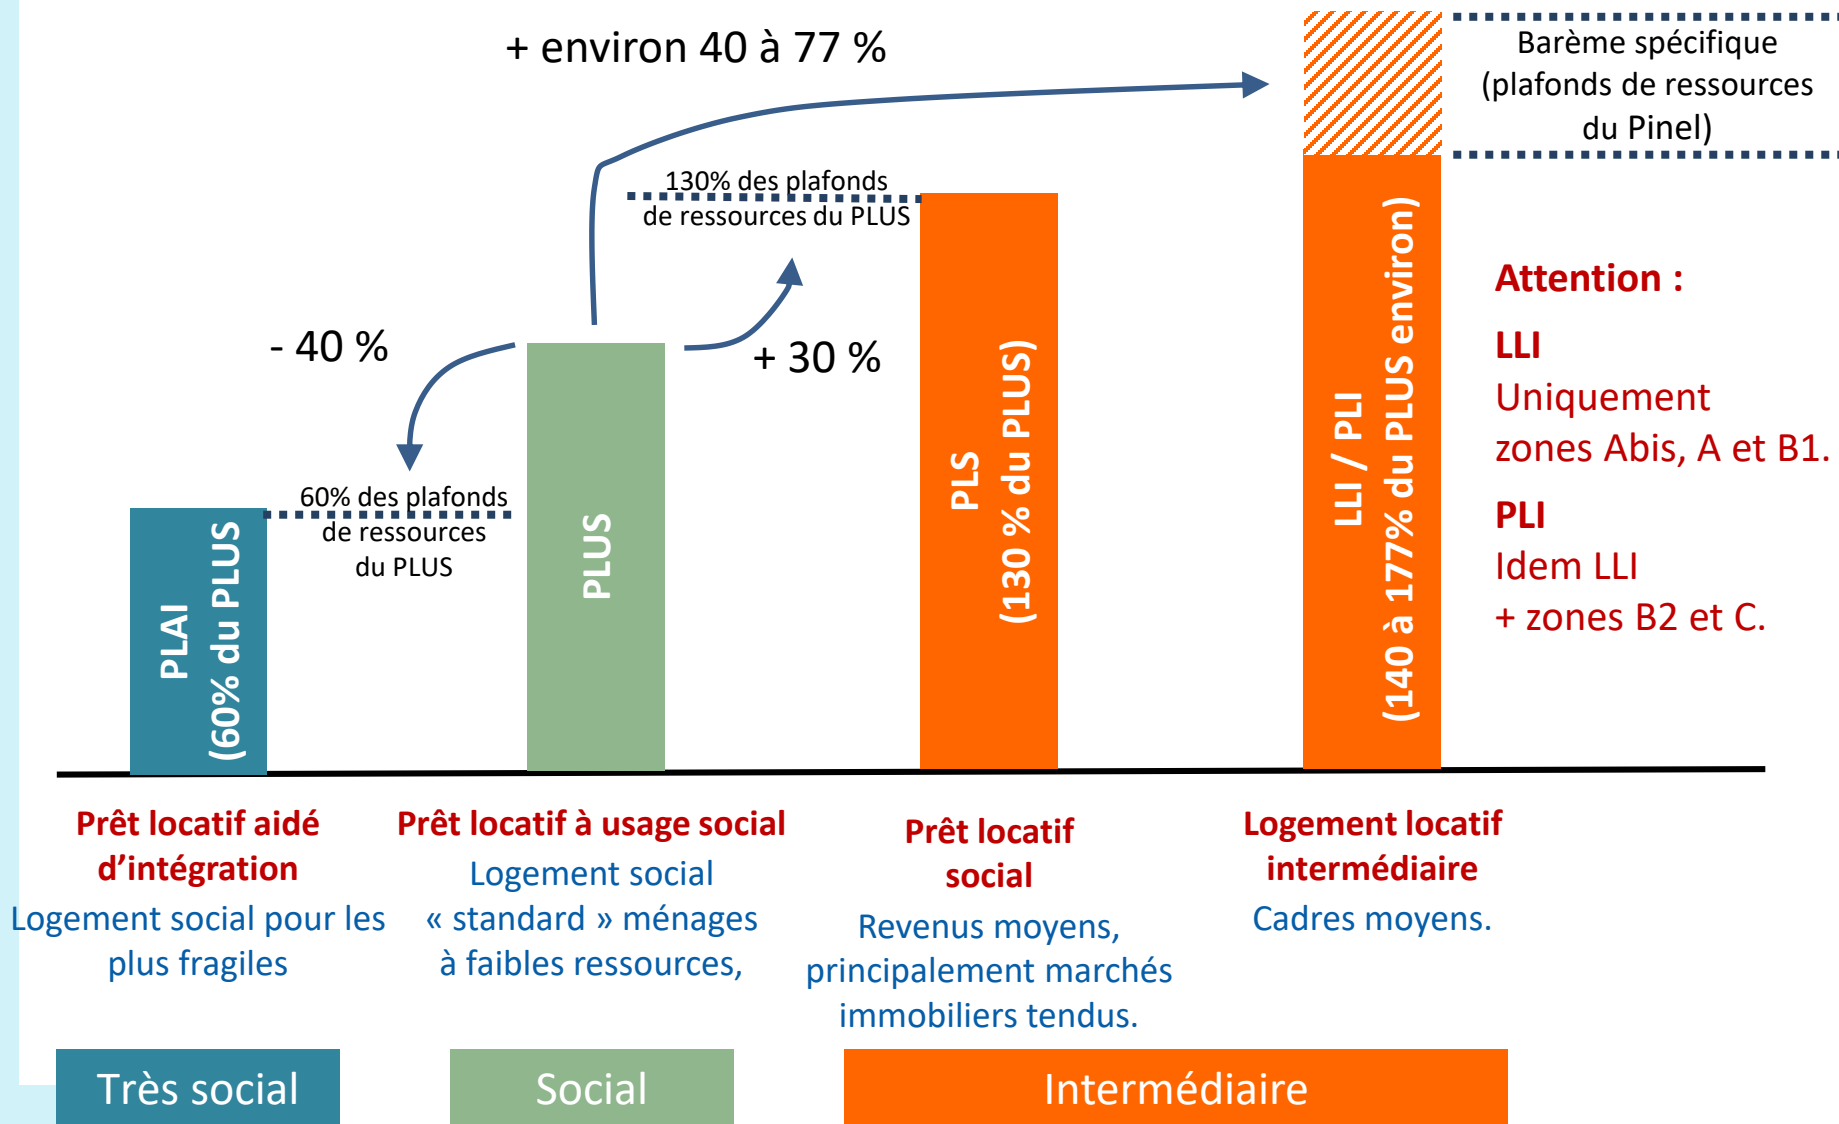 + environ 40 à 77 %
Barème spécifique
(plafonds de ressources
du Pinel)
130% des plafonds
de ressources du PLUS
- 40 %
+ 30 %
60% des plafonds
de ressources
du PLUS
PLAI
(60% du PLUS
PLUS
PLS
(130 % du PLUS)
LLI / PLI
(140 à 177% du PLUS environ)
Attention :
LLI
Uniquement
zones Abis, A et B1.
PLI
Idem LLI
+ zones B2 et C.
Prêt locatif aidé
d’intégration
Logement social pour les
plus fragiles
Prêt locatif à usage social
Logement social
« standard » ménages
à faibles ressources,
Prêt locatif
social
Revenus moyens,
principalement marchés
immobiliers tendus.
Logement locatif
intermédiaire
Cadres moyens.
Très social
Social
Intermédiaire